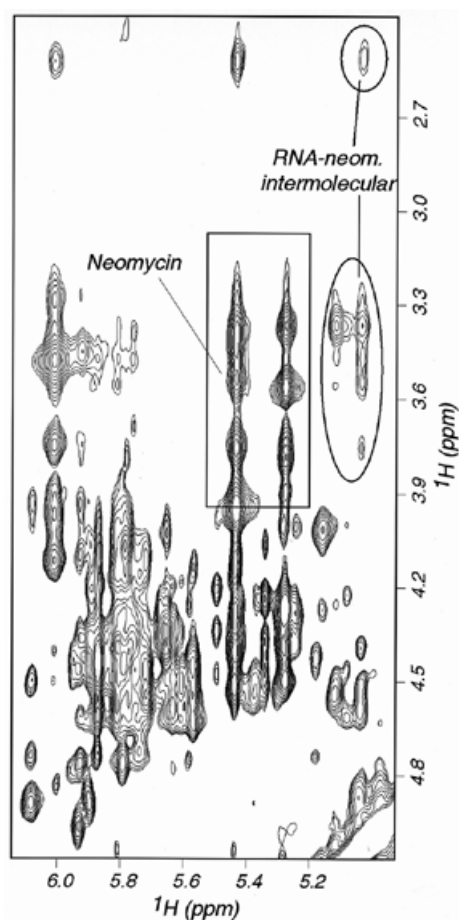 2.7
RNA-neom.
intermolecular
3.0
Neomycin
3.3
3.6
¹H (ppm)
3.9
4.2
4.5
4.8
6.0 5.8 5.6 5.4 5.2
¹H (ppm)